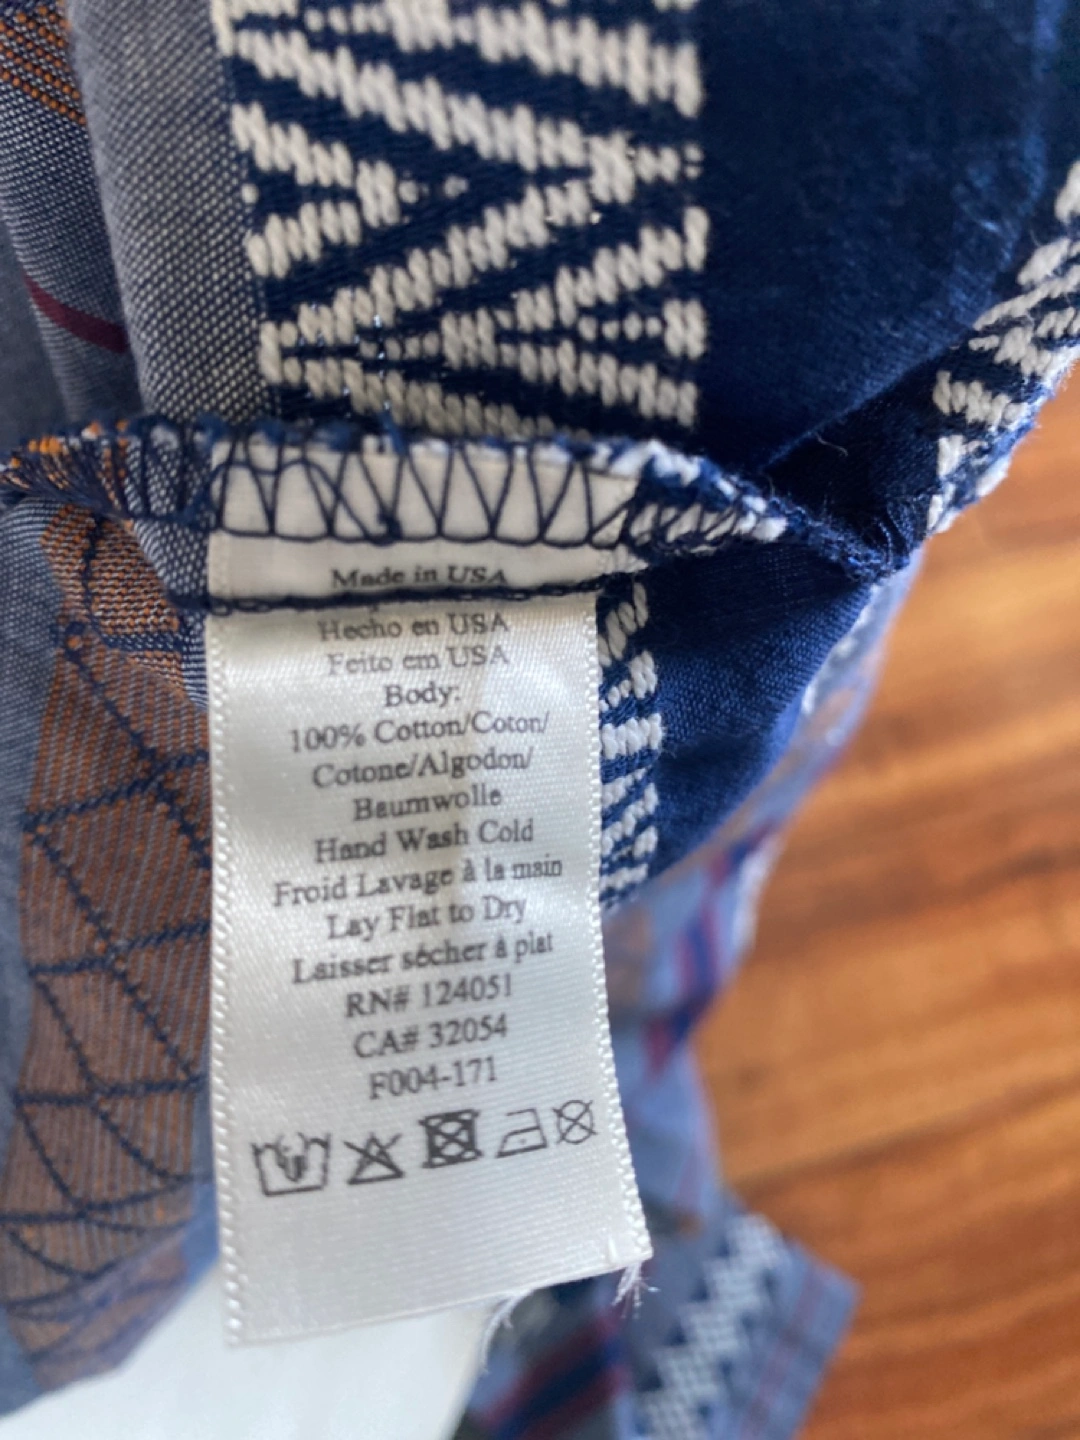 Made in USA
Hecho en USA
Feito em USA
Body:
100% Cotton/Coton/
Cotone/Algodon/
Baumwolle
Hand Wash Cold
Froid Lavage à la main
Lay Flat to Dry
Laisser sécher à plat
RN# 124051
CA# 32054
F004-171